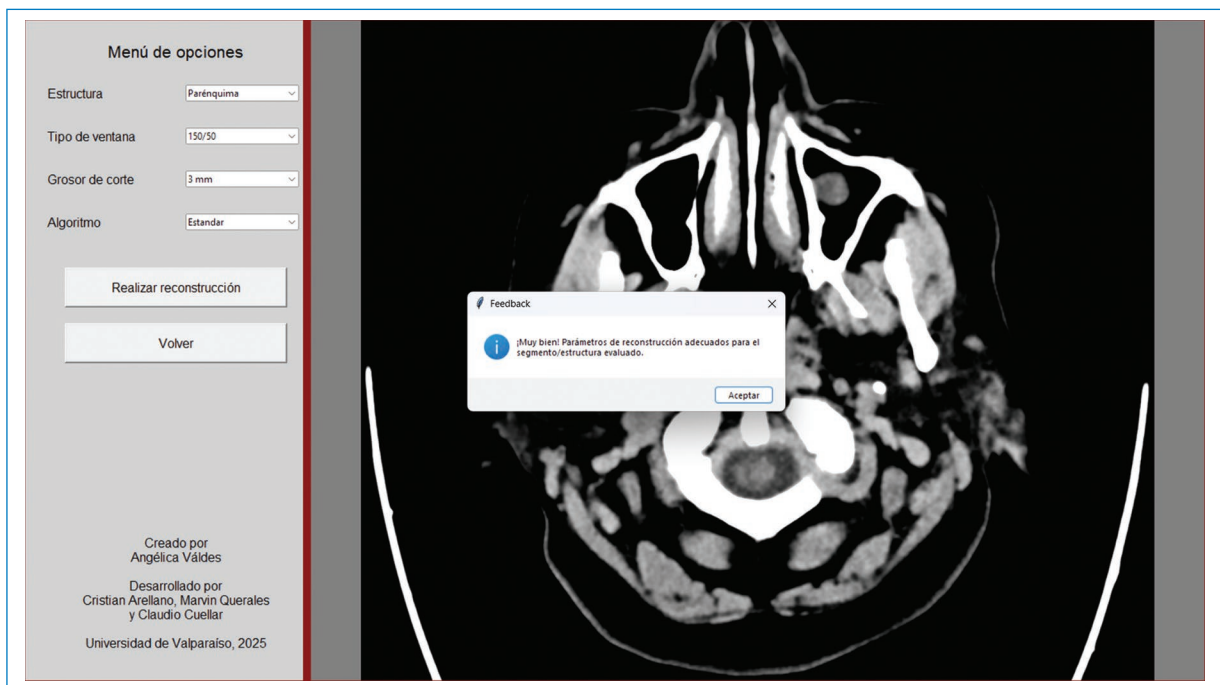 Menú de opciones
Estructura
Parénquima
Tipo de ventana
150/50
Grosor de corte
3 mm
Algoritmo
Estandar
Realizar reconstrucción
Volver
Feedback
¡Muy bien! Parámetros de reconstrucción adecuados para el
segmento/estructura evaluado.
Aceptar
Creado por
Angélica Váldes
Desarrollado por
Cristian Arellano, Marvin Querales
y Claudio Cuellar
Universidad de Valparaíso, 2025